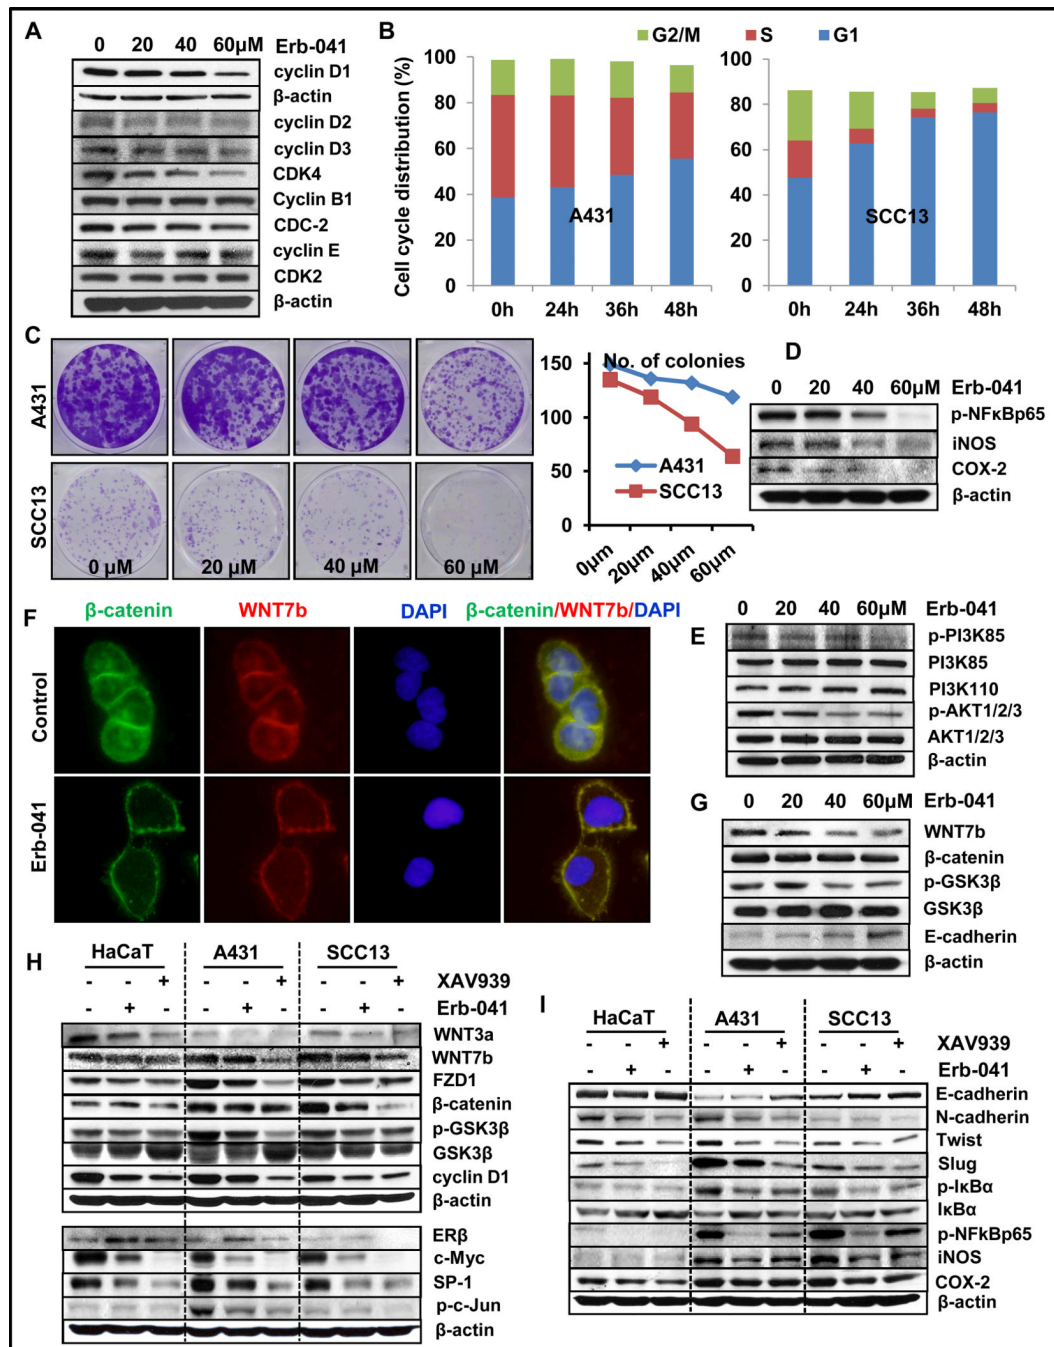 A
0 20 40 60µM Erb-041
cyclin D1
β-actin
cyclin D2
cyclin D3
CDK4
Cyclin B1
CDC-2
cyclin E
CDK2
β-actin
B
G2/M S G1
Cell cycle distribution (%)
100
80
60
40
20
0
A431
0h 24h 36h 48h
100
80
60
40
20
0
SCC13
0h 24h 36h 48h
C
A431
SCC13
0 µM 20 µM 40 µM 60 µM
No. of colonies
150
100
50
0
A431
SCC13
0µm 20µm 40µm 60µm
D
0 20 40 60µM Erb-041
p-NFκBp65
iNOS
COX-2
β-actin
F
β-catenin WNT7b DAPI β-catenin/WNT7b/DAPI
Control
Erb-041
E
0 20 40 60µM Erb-041
p-PI3K85
PI3K85
PI3K110
p-AKT1/2/3
AKT1/2/3
β-actin
G
0 20 40 60µM Erb-041
WNT7b
β-catenin
p-GSK3β
GSK3β
E-cadherin
β-actin
H
HaCaT A431 SCC13
- - + - - + - - + XAV939
- + - - + - - + - Erb-041
WNT3a
WNT7b
FZD1
β-catenin
p-GSK3β
GSK3β
cyclin D1
β-actin
ERβ
c-Myc
SP-1
p-c-Jun
β-actin
I
HaCaT A431 SCC13
- - + - - + - - + XAV939
- + - - + - - + - Erb-041
E-cadherin
N-cadherin
Twist
Slug
p-IκBα
IκBα
p-NFkBp65
iNOS
COX-2
β-actin